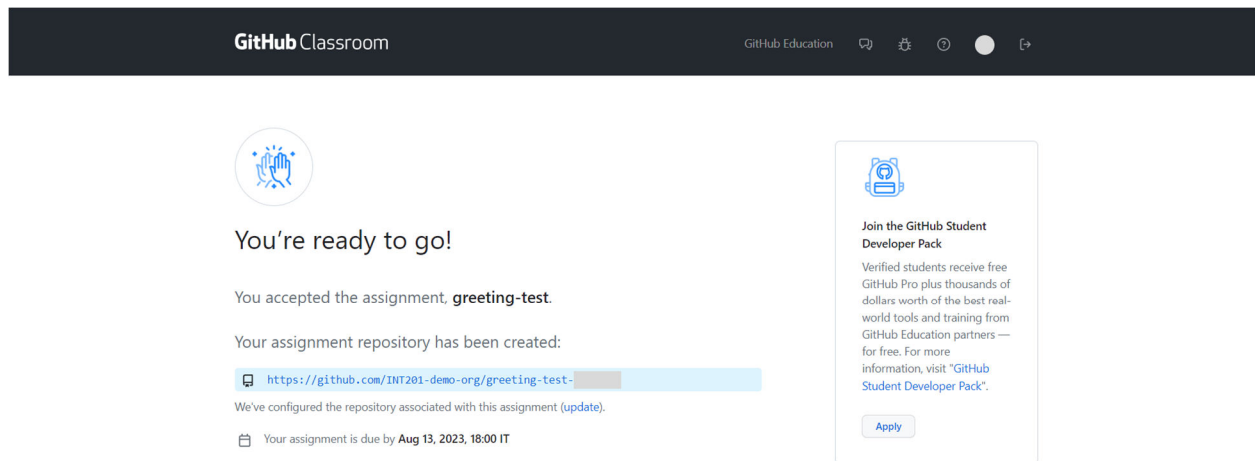 GitHub Classroom
GitHub Education
You’re ready to go!
You accepted the assignment, greeting-test.
Your assignment repository has been created:
https://github.com/INT201-demo-org/greeting-test-
We've configured the repository associated with this assignment (update).
Your assignment is due by Aug 13, 2023, 18:00 IT
Join the GitHub Student
Developer Pack
Verified students receive free
GitHub Pro plus thousands of
dollars worth of the best real-
world tools and training from
GitHub Education partners —
for free. For more
information, visit "GitHub
Student Developer Pack".
Apply